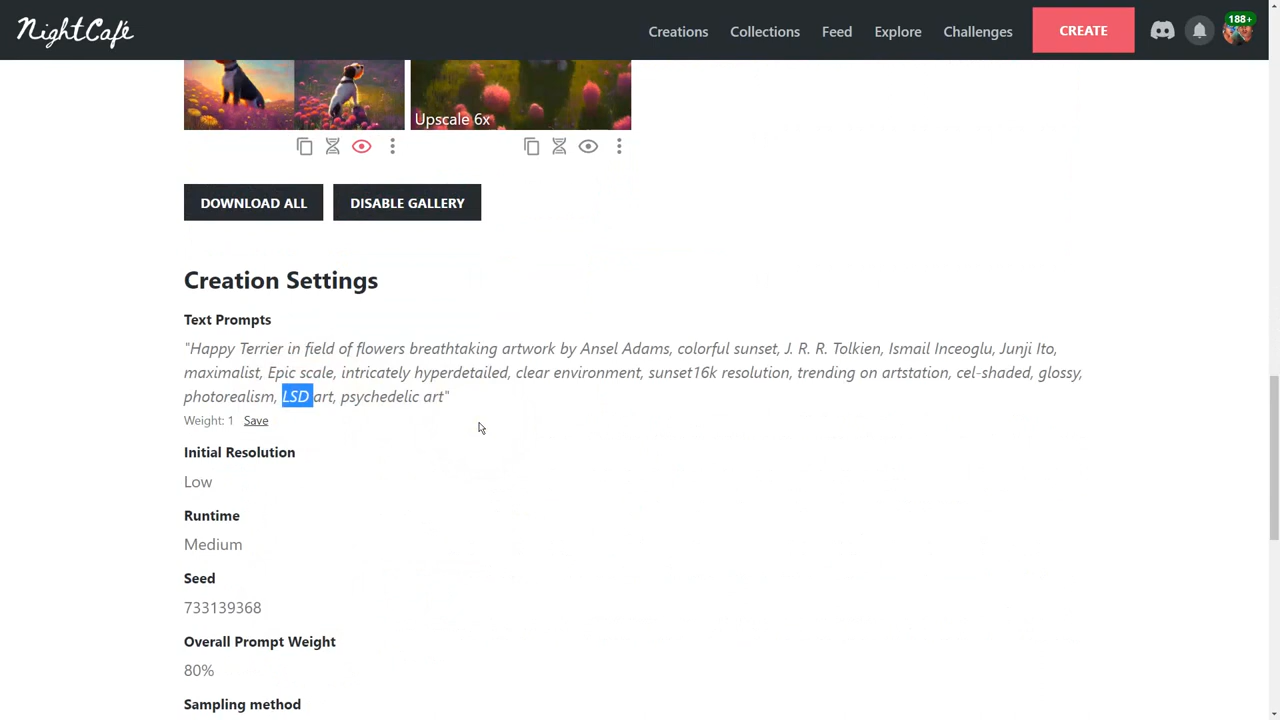 NightCafé
Creations Collections Feed Explore Challenges CREATE 188+
Upscale 6x
DOWNLOAD ALL DISABLE GALLERY
Creation Settings
Text Prompts
"Happy Terrier in field of flowers breathtaking artwork by Ansel Adams, colorful sunset, J. R. R. Tolkien, Ismail Inceoglu, Junji Ito,
maximalist, Epic scale, intricately hyperdetailed, clear environment, sunset16k resolution, trending on artstation, cel-shaded, glossy,
photorealism, LSD art, psychedelic art"
Weight: 1 Save
Initial Resolution
Low
Runtime
Medium
Seed
733139368
Overall Prompt Weight
80%
Sampling method